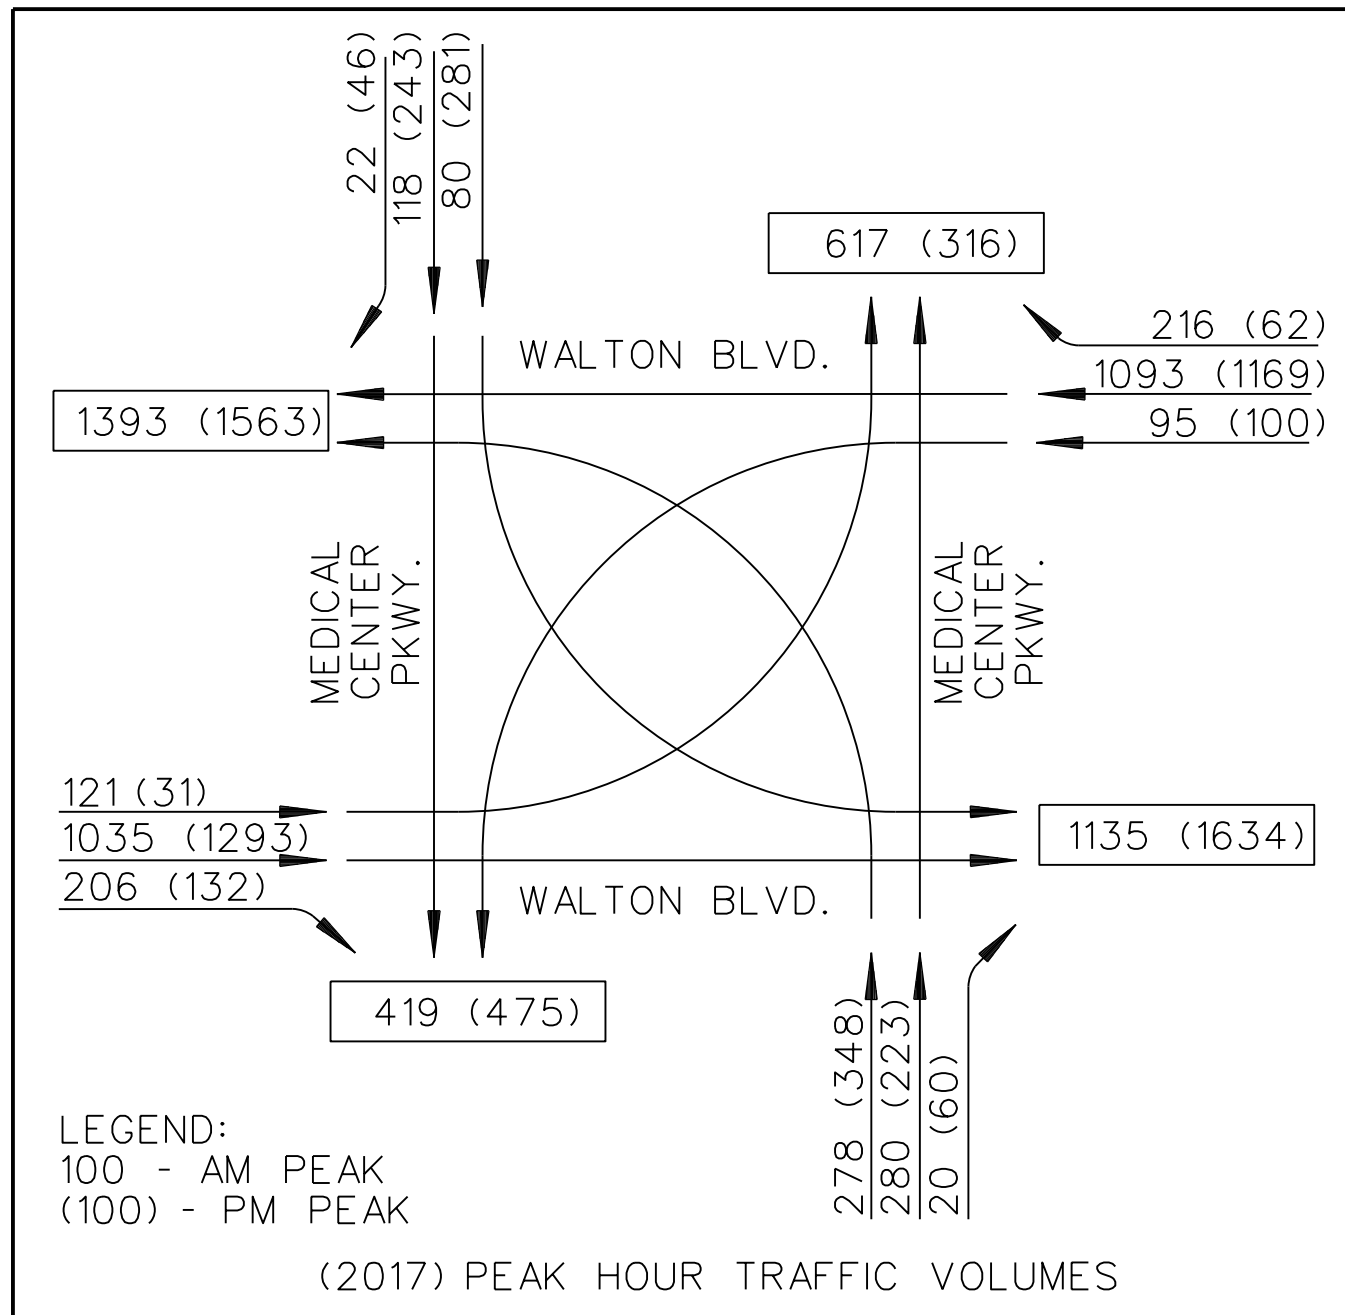 22 (46)
118 (243)
80 (281)
617 (316)
216 (62)
WALTON BLVD.
1093 (1169)
1393 (1563)
95 (100)
MEDICAL
CENTER
PKWY.
MEDICAL
CENTER
PKWY.
121 (31)
1035 (1293)
1135 (1634)
206 (132)
WALTON BLVD.
419 (475)
278 (348)
280 (223)
20 (60)
LEGEND:
100 - AM PEAK
(100) - PM PEAK
(2017) PEAK HOUR TRAFFIC VOLUMES